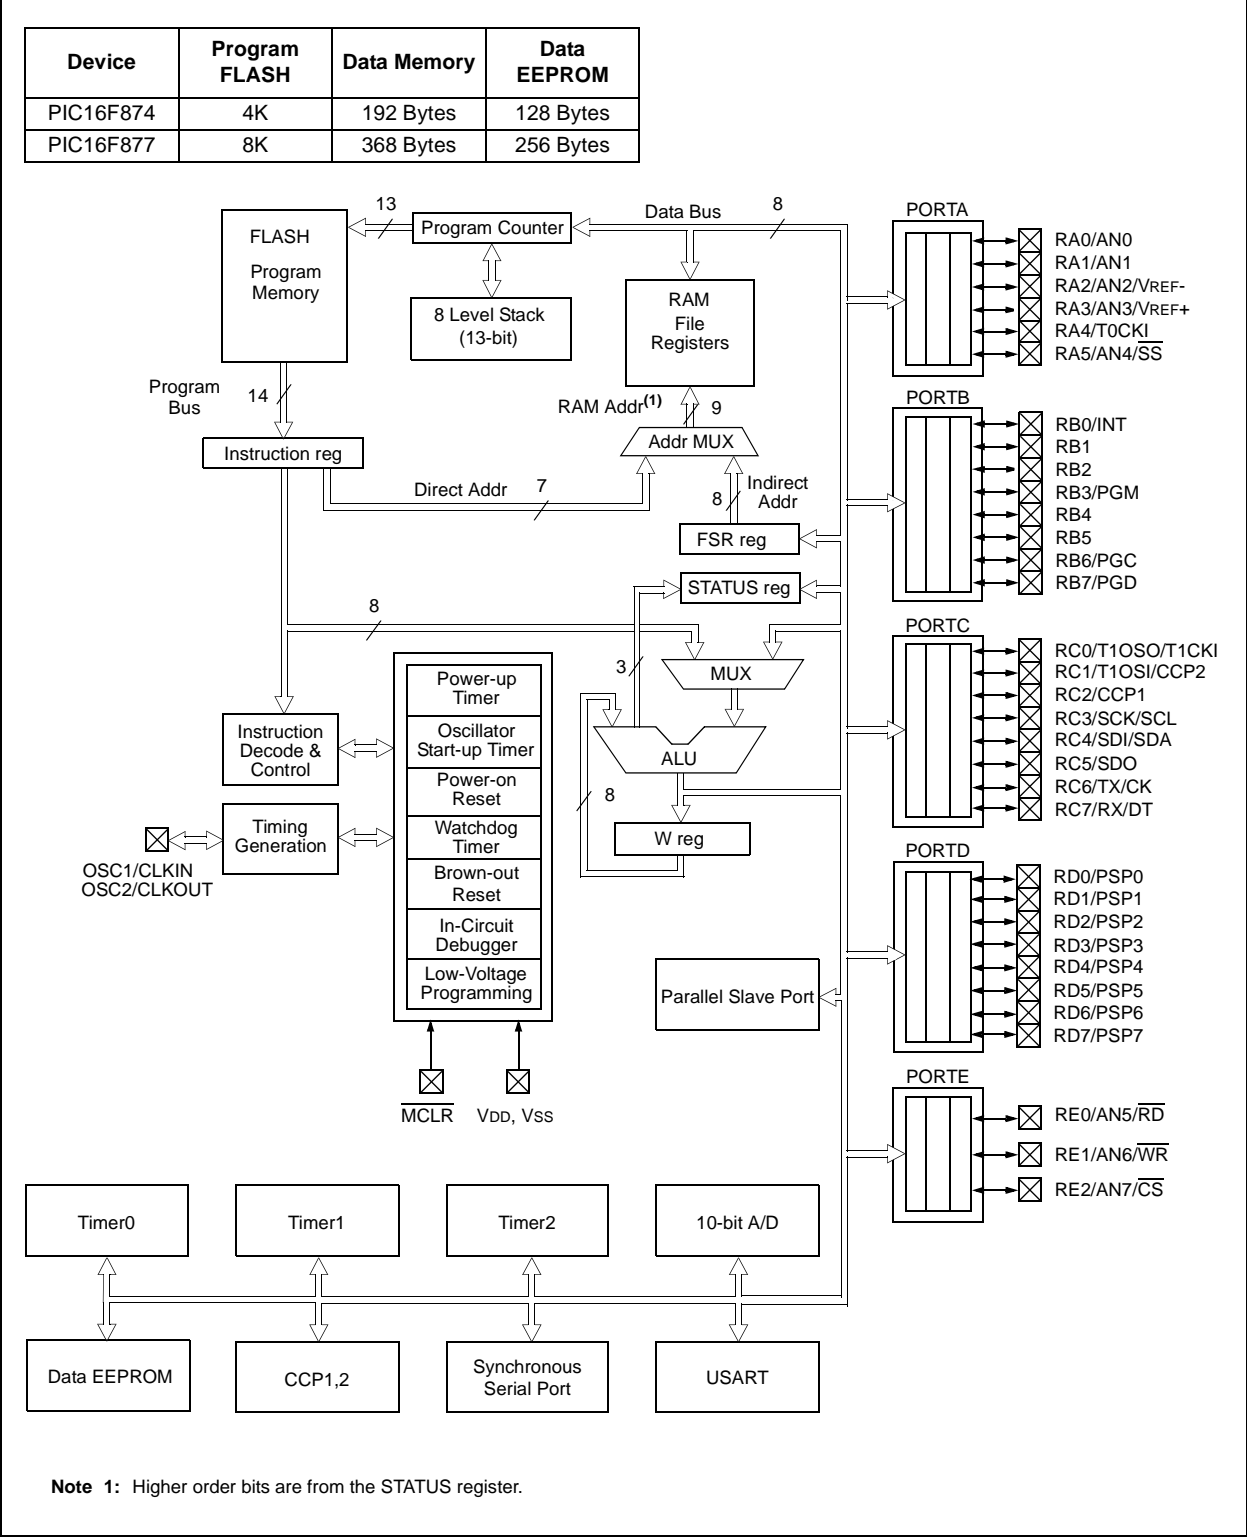 Device
Program
FLASH
Data Memory
Data
EEPROM
PIC16F874
4K
192 Bytes
128 Bytes
PIC16F877
8K
368 Bytes
256 Bytes
FLASH
Program
Memory
13
Program Counter
Data Bus
8
8 Level Stack
(13-bit)
RAM
File
Registers
Program
Bus
14
RAM Addr(1)
9
Addr MUX
Instruction reg
Direct Addr
7
8
Indirect
Addr
FSR reg
STATUS reg
8
3
MUX
Power-up
Timer
Oscillator
Start-up Timer
Power-on
Reset
Watchdog
Timer
Brown-out
Reset
In-Circuit
Debugger
Low-Voltage
Programming
Instruction
Decode &
Control
ALU
8
W reg
Timing
Generation
OSC1/CLKIN
OSC2/CLKOUT
Parallel Slave Port
MCLR
VDD, VSS
PORTA
RA0/AN0
RA1/AN1
RA2/AN2/VREF-
RA3/AN3/VREF+
RA4/T0CKI
RA5/AN4/SS
PORTB
RB0/INT
RB1
RB2
RB3/PGM
RB4
RB5
RB6/PGC
RB7/PGD
PORTC
RC0/T1OSO/T1CKI
RC1/T1OSI/CCP2
RC2/CCP1
RC3/SCK/SCL
RC4/SDI/SDA
RC5/SDO
RC6/TX/CK
RC7/RX/DT
PORTD
RD0/PSP0
RD1/PSP1
RD2/PSP2
RD3/PSP3
RD4/PSP4
RD5/PSP5
RD6/PSP6
RD7/PSP7
PORTE
RE0/AN5/RD
RE1/AN6/WR
RE2/AN7/CS
Timer0
Timer1
Timer2
10-bit A/D
Data EEPROM
CCP1,2
Synchronous
Serial Port
USART
Note 1: Higher order bits are from the STATUS register.